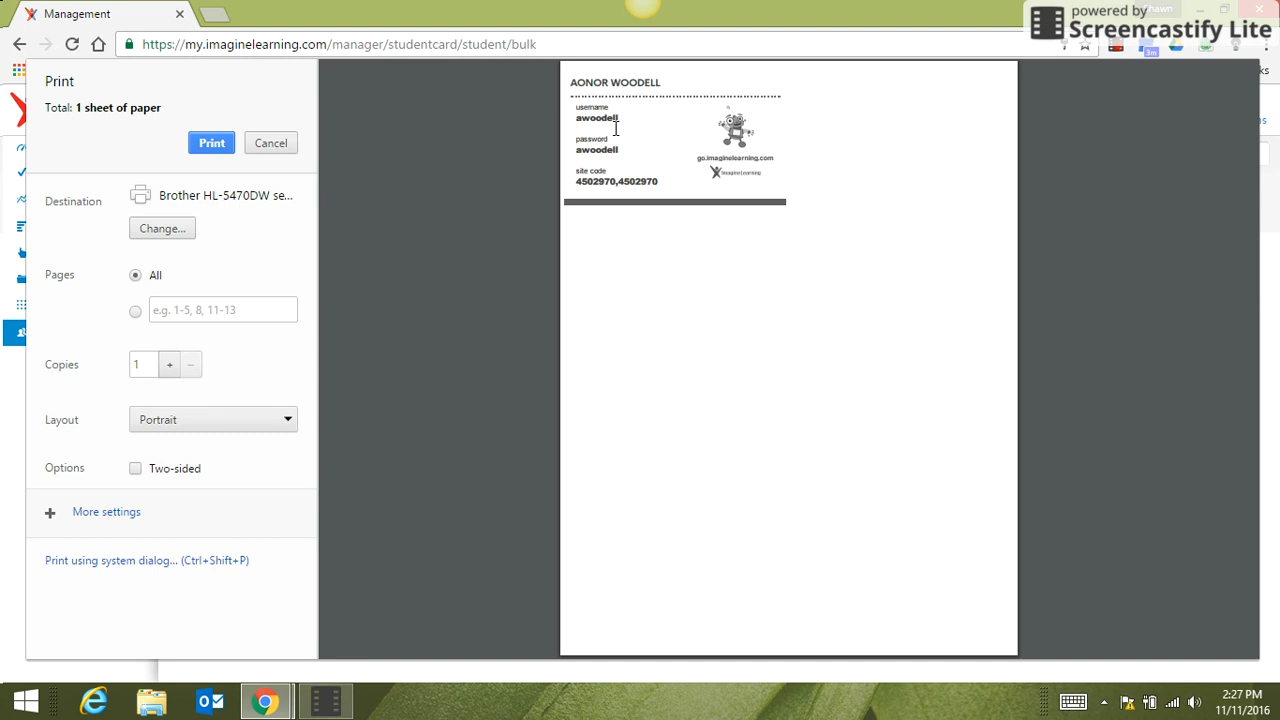 Management
powered by
Screencastify Lite
Shawn
https://my.imaginelearning.com/manager/studentcard/student/bulk
3m
Print
Total: 1 sheet of paper
Print
Cancel
Destination
Brother HL-5470DW se...
Change...
Pages
All
e.g. 1-5, 8, 11-13
Copies
1
+
−
Layout
Portrait
Options
Two-sided
+ More settings
Print using system dialog... (Ctrl+Shift+P)
AONOR WOODELL
username
awoodell
password
awoodell
site code
4502970,4502970
go.imaginelearning.com
imagineLearning
2:27 PM
11/11/2016